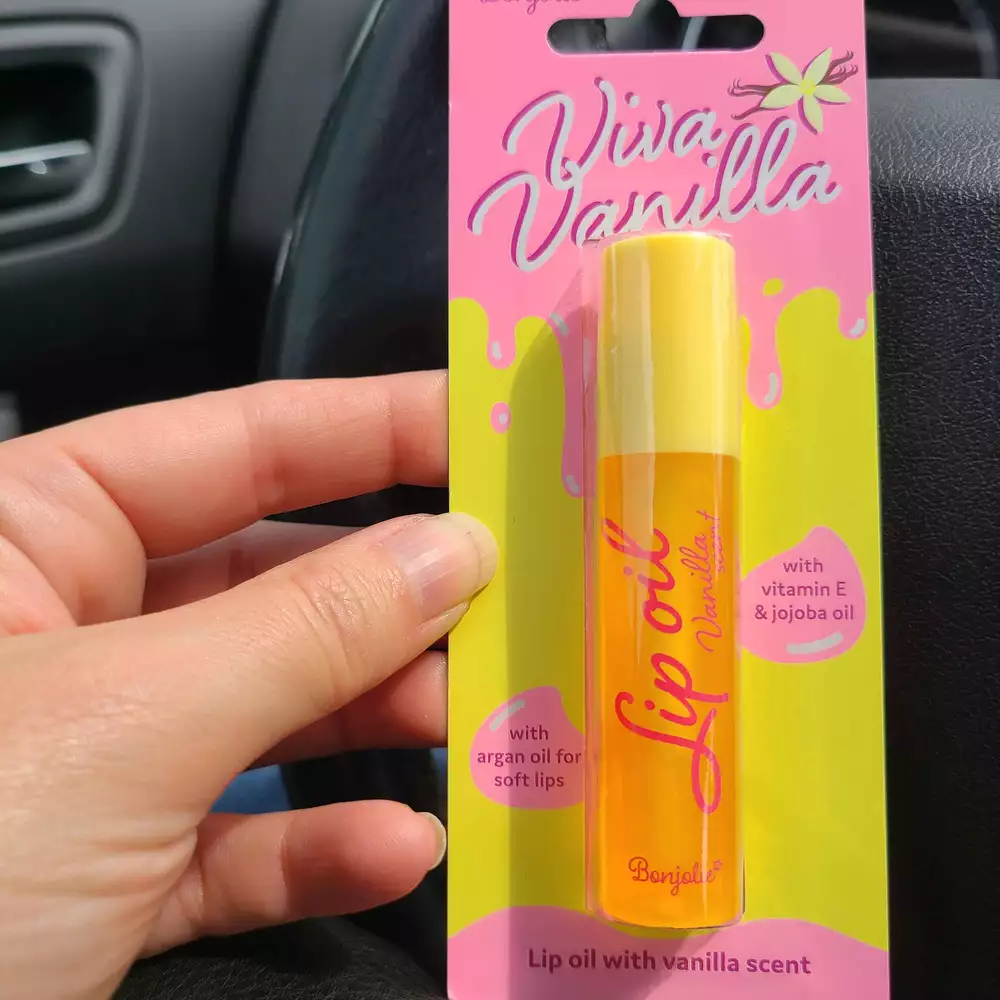 Viva
Vanilla
Lip oil
Vanilla
scent
with
vitamin E
& jojoba oil
with
argan oil for
soft lips
Bonjolie
Lip oil with vanilla scent